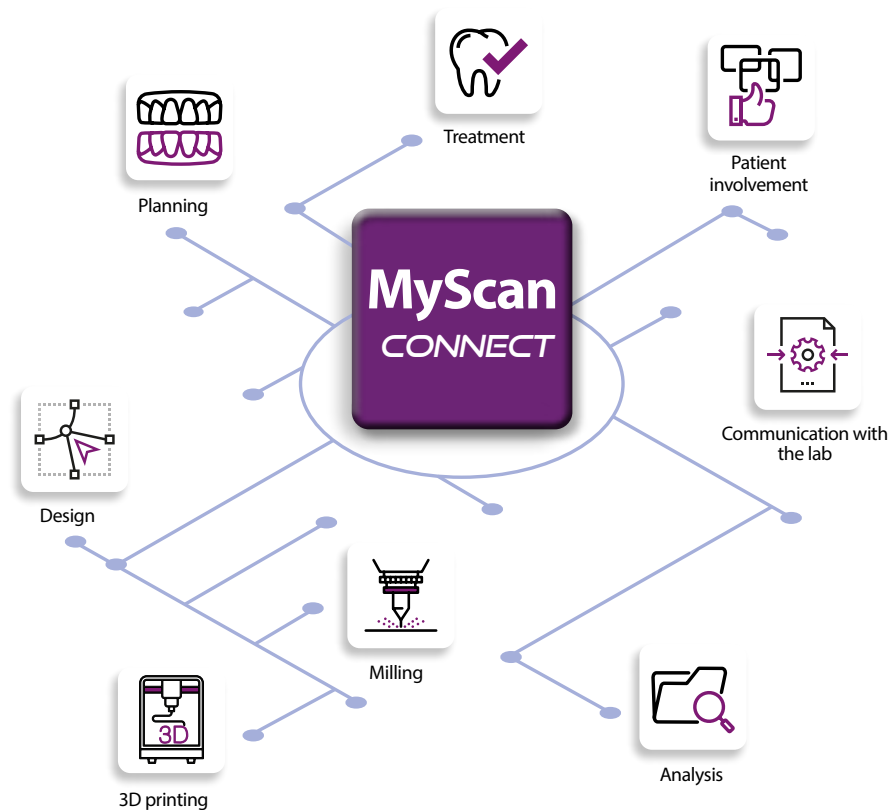 Treatment
Patient
involvement
Planning
MyScan
CONNECT
...
Communication with
the lab
Design
Milling
3D
3D printing
Analysis